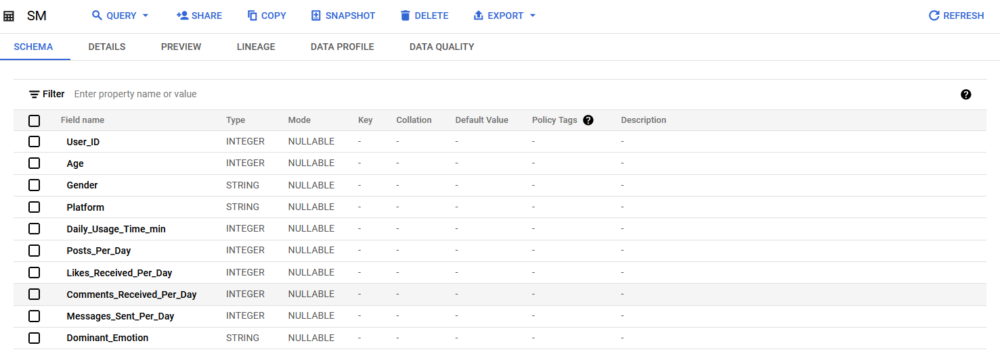 SM QUERY SHARE COPY SNAPSHOT DELETE EXPORT REFRESH
SCHEMA DETAILS PREVIEW LINEAGE DATA PROFILE DATA QUALITY
Filter Enter property name or value ?
Field name Type Mode Key Collation Default Value Policy Tags ? Description
User_ID INTEGER NULLABLE - - - - -
Age INTEGER NULLABLE - - - - -
Gender STRING NULLABLE - - - - -
Platform STRING NULLABLE - - - - -
Daily_Usage_Time_min INTEGER NULLABLE - - - - -
Posts_Per_Day INTEGER NULLABLE - - - - -
Likes_Received_Per_Day INTEGER NULLABLE - - - - -
Comments_Received_Per_Day INTEGER NULLABLE - - - - -
Messages_Sent_Per_Day INTEGER NULLABLE - - - - -
Dominant_Emotion STRING NULLABLE - - - - -